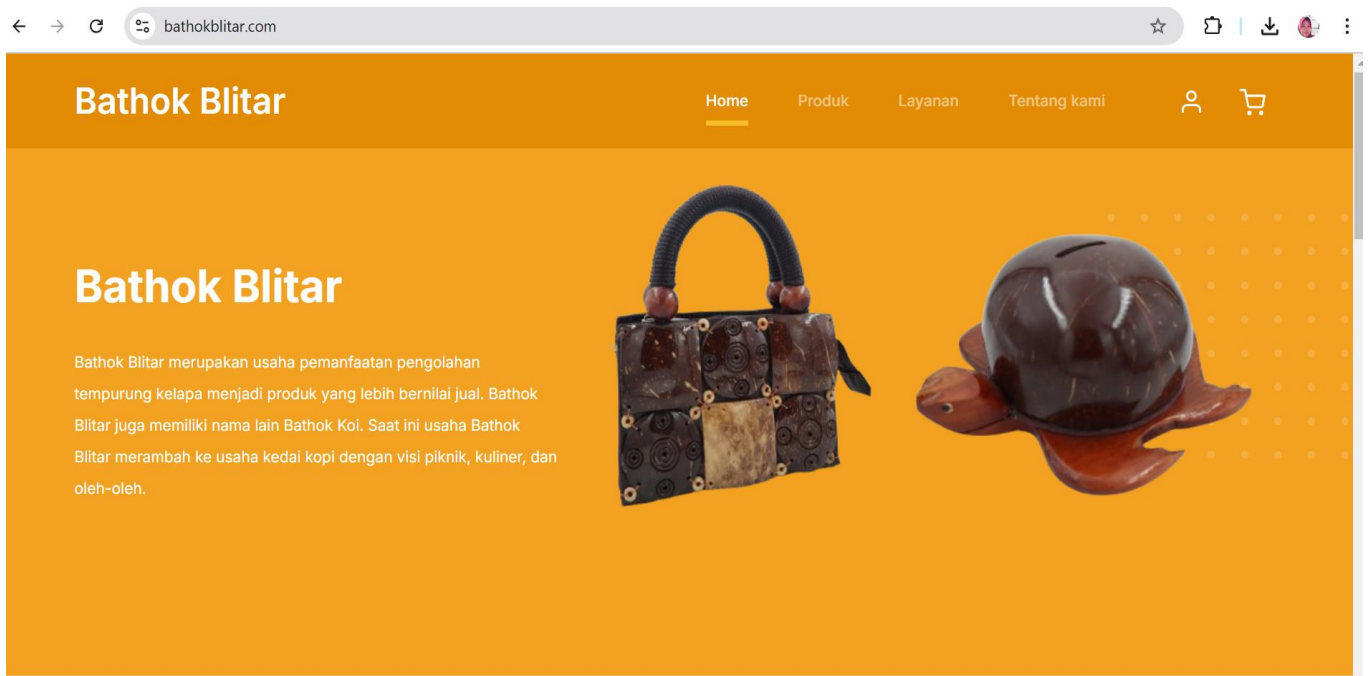 bathokblitar.com
Bathok Blitar
Home
Produk
Layanan
Tentang kami
Bathok Blitar
Bathok Blitar merupakan usaha pemanfaatan pengolahan
tempurung kelapa menjadi produk yang lebih bernilai jual. Bathok
Blitar juga memiliki nama lain Bathok Koi. Saat ini usaha Bathok
Blitar merambah ke usaha kedai kopi dengan visi piknik, kuliner, dan
oleh-oleh.